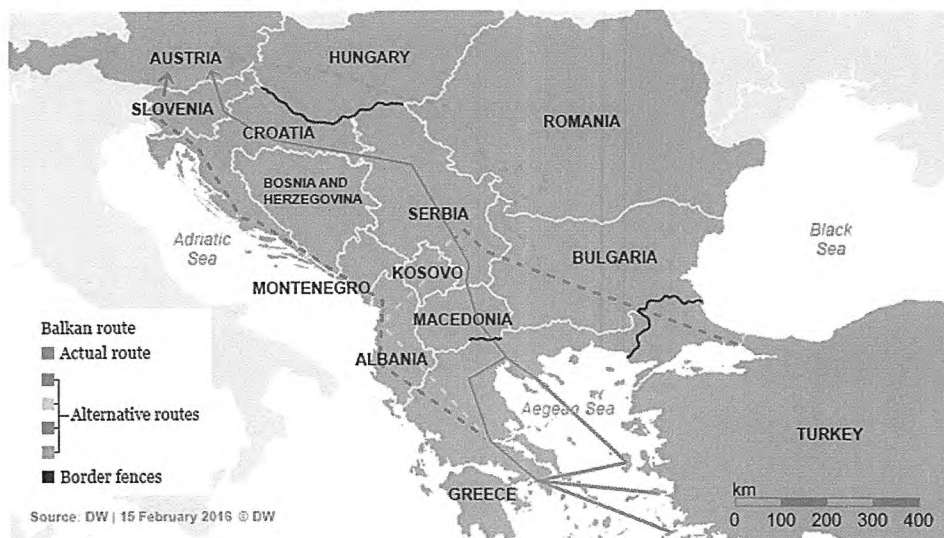 AUSTRIA
HUNGARY
SLOVENIA
CROATIA
ROMANIA
BOSNIA AND
HERZEGOVINA
SERBIA
Adriatic
Sea
Black
Sea
KOSOVO
BULGARIA
MONTENEGRO
MACEDONIA
ALBANIA
Aegean Sea
TURKEY
GREECE
Balkan route
Actual route
Alternative routes
Border fences
km
0 100 200 300 400
Source: DW | 15 February 2016 © DW